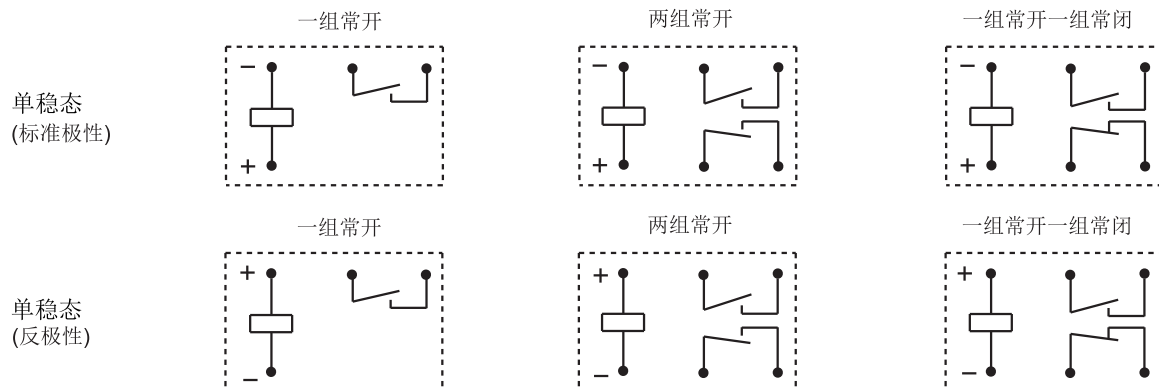 一组常开
两组常开
一组常开一组常闭
单稳态
(标准极性)
− − −
+ + +
一组常开
两组常开
一组常开一组常闭
单稳态
(反极性)
+ + +
− − −